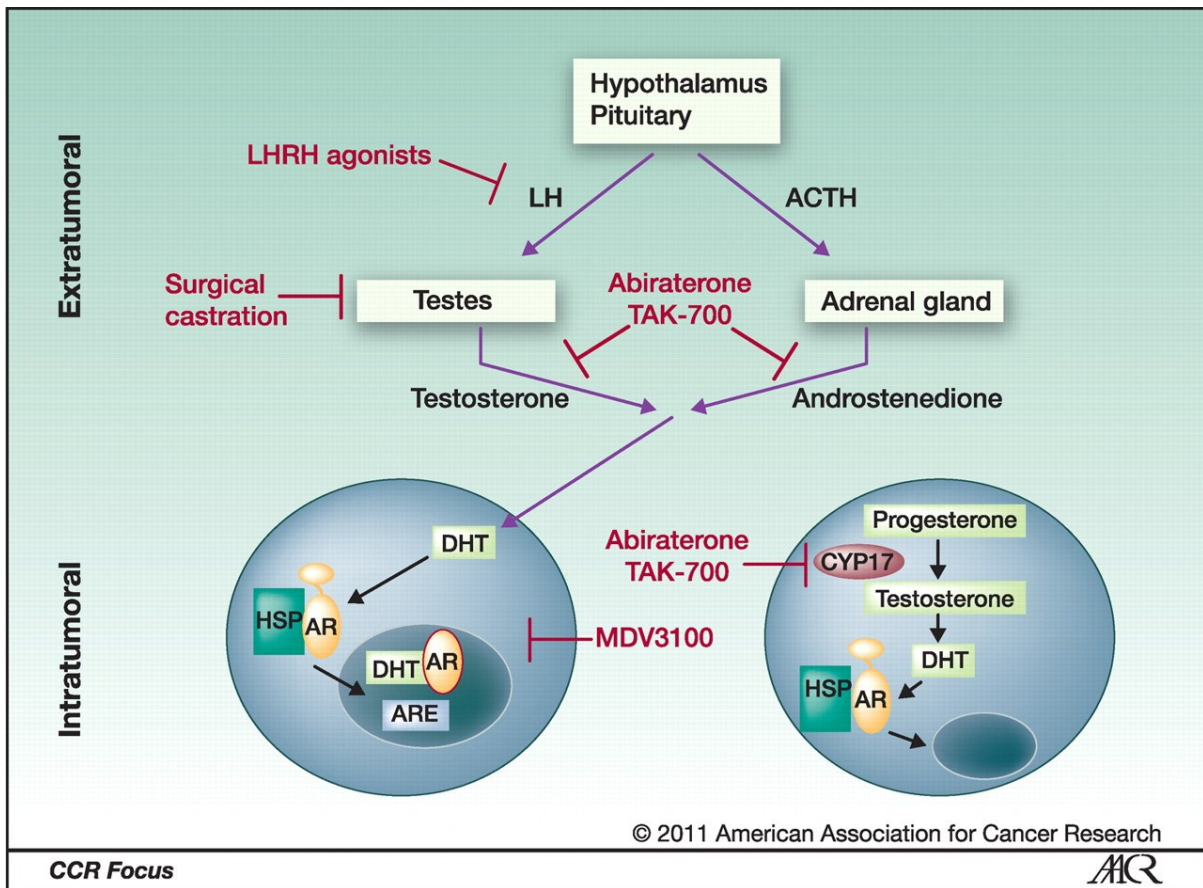 Extratumoral
Hypothalamus
Pituitary
LHRH agonists
LH
ACTH
Surgical
castration
Testes
Abiraterone
TAK-700
Adrenal gland
Testosterone
Androstenedione
Intratumoral
DHT
HSP
AR
DHT
AR
ARE
Abiraterone
TAK-700
MDV3100
Progesterone
CYP17
Testosterone
DHT
HSP
AR
© 2011 American Association for Cancer Research
CCR Focus
AACR